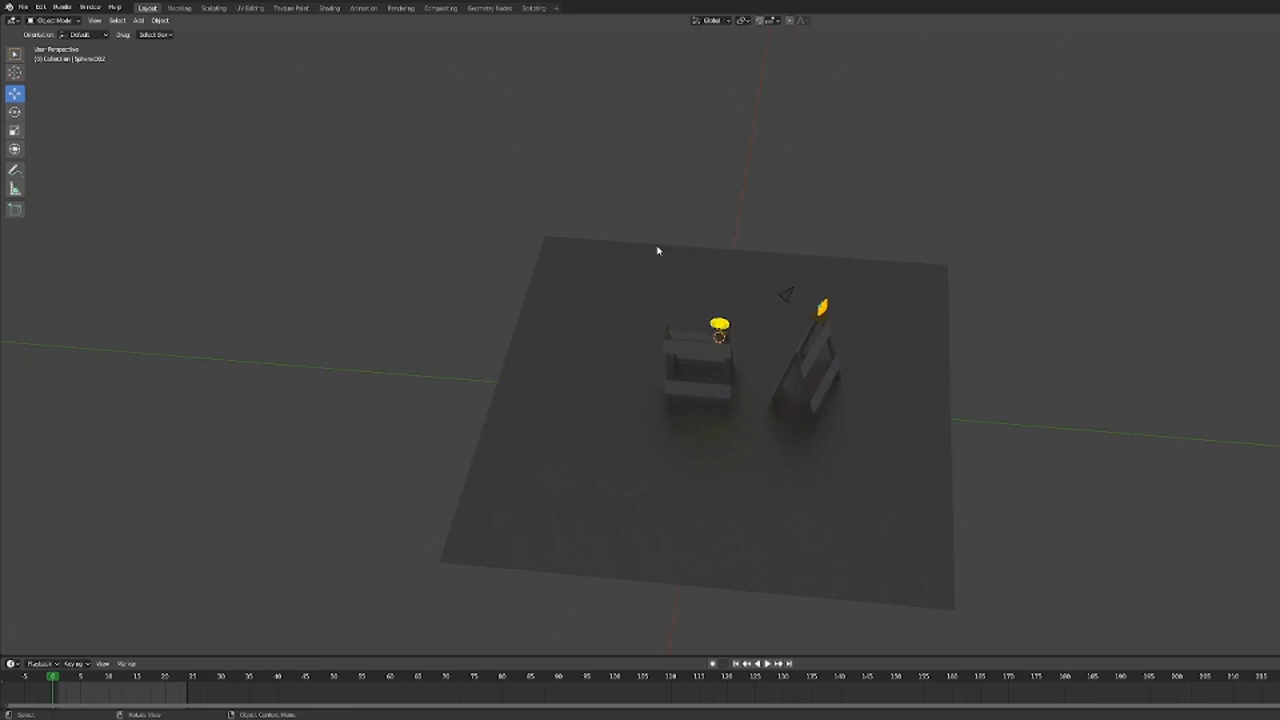 File Edit Render Window Help Layout Modeling Sculpting UV Editing Texture Paint Shading Animation Rendering Compositing Geometry Nodes Scripting +
Object Mode View Select Add Object Global
Orientation: Default Drag: Select Box
User Perspective
(0) Collection | Sphere.002
Playback Keying View Marker
-5 0 5 10 15 20 25 30 35 40 45 50 55 60 65 70 75 80 85 90 95 100 105 110 115 120 125 130 135 140 145 150 155 160 165 170 175 180 185 190 195 200 205 210 215
Select Rotate View Object Context Menu